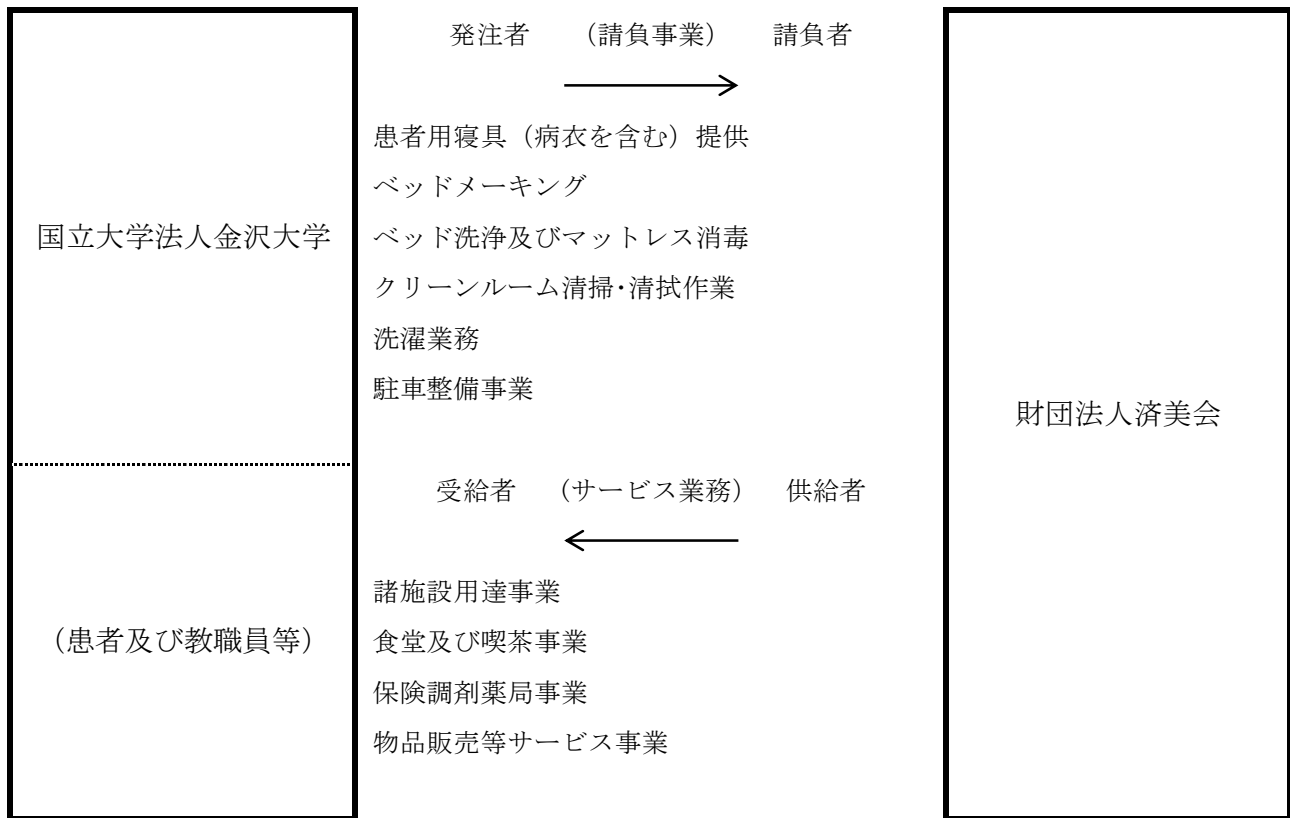 発注者 （請負事業） 請負者
患者用寝具（病衣を含む）提供
ベッドメーキング
国立大学法人金沢大学
ベッド洗浄及びマットレス消毒
クリーンルーム清掃･清拭作業
洗濯業務
駐車整備事業
財団法人済美会
受給者 （サービス業務） 供給者
諸施設用達事業
（患者及び教職員等）
食堂及び喫茶事業
保険調剤薬局事業
物品販売等サービス事業